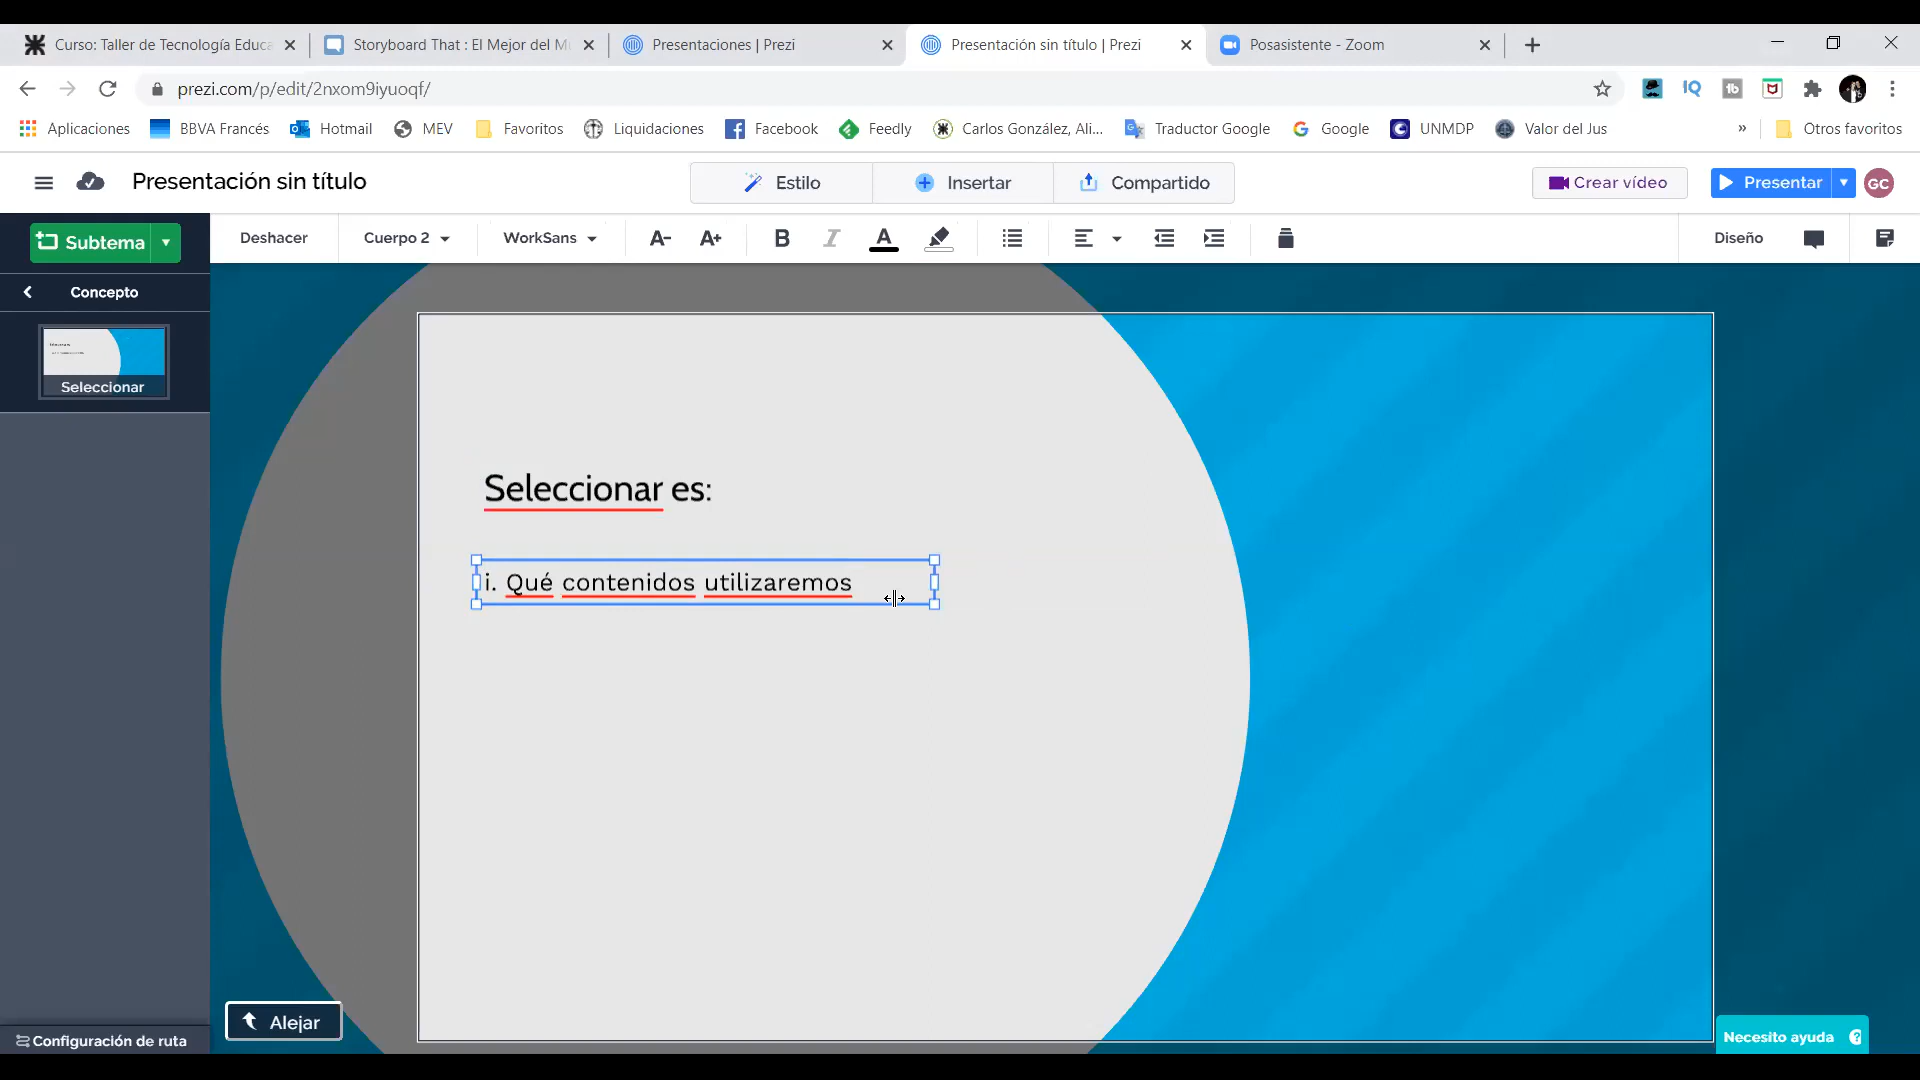 Curso: Taller de Tecnología Educa
Storyboard That : El Mejor del M
Presentaciones | Prezi
Presentación sin título | Prezi
Posasistente - Zoom
prezi.com/p/edit/2nxom9iyuoqf/
Aplicaciones
BBVA Francés
Hotmail
MEV
Favoritos
Liquidaciones
Facebook
Feedly
Carlos González, Ali...
Traductor Google
Google
UNMDP
Valor del Jus
»
Otros favoritos
Presentación sin título
Estilo
Insertar
Compartido
Crear vídeo
Presentar
GC
Subtema
Deshacer
Cuerpo 2
WorkSans
A-
A+
B
I
A
Diseño
Concepto
Seleccionar
Seleccionar es:
i. Qué contenidos utilizaremos
Alejar
Configuración de ruta
Necesito ayuda